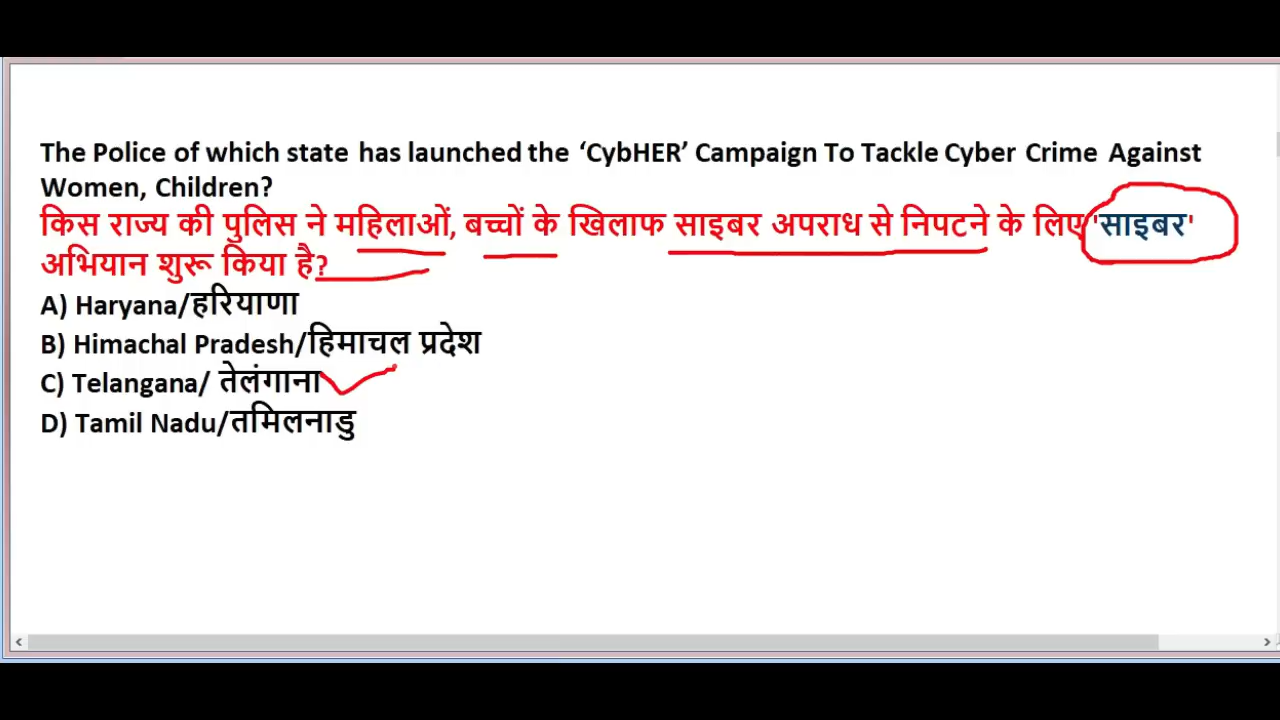 The Police of which state has launched the ‘CybHER’ Campaign To Tackle Cyber Crime Against
Women, Children?
किस राज्य की पुलिस ने महिलाओं, बच्चों के खिलाफ साइबर अपराध से निपटने के लिए 'साइबर'
अभियान शुरू किया है?
A) Haryana/हरियाणा
B) Himachal Pradesh/हिमाचल प्रदेश
C) Telangana/ तेलंगाना
D) Tamil Nadu/तमिलनाडु